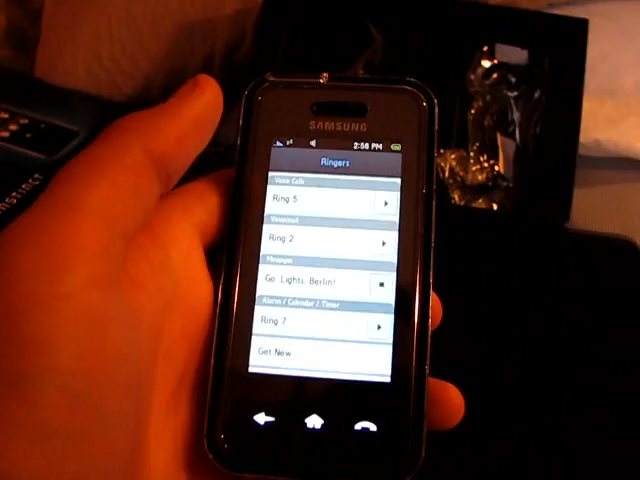 SAMSUNG
2:58 PM
Ringers
Voice Calls
Ring 5
Voicemail
Ring 2
Messages
Go. Lights, Berlin!
Alarm / Calendar / Timer
Ring 7
Get New
INSTINCT